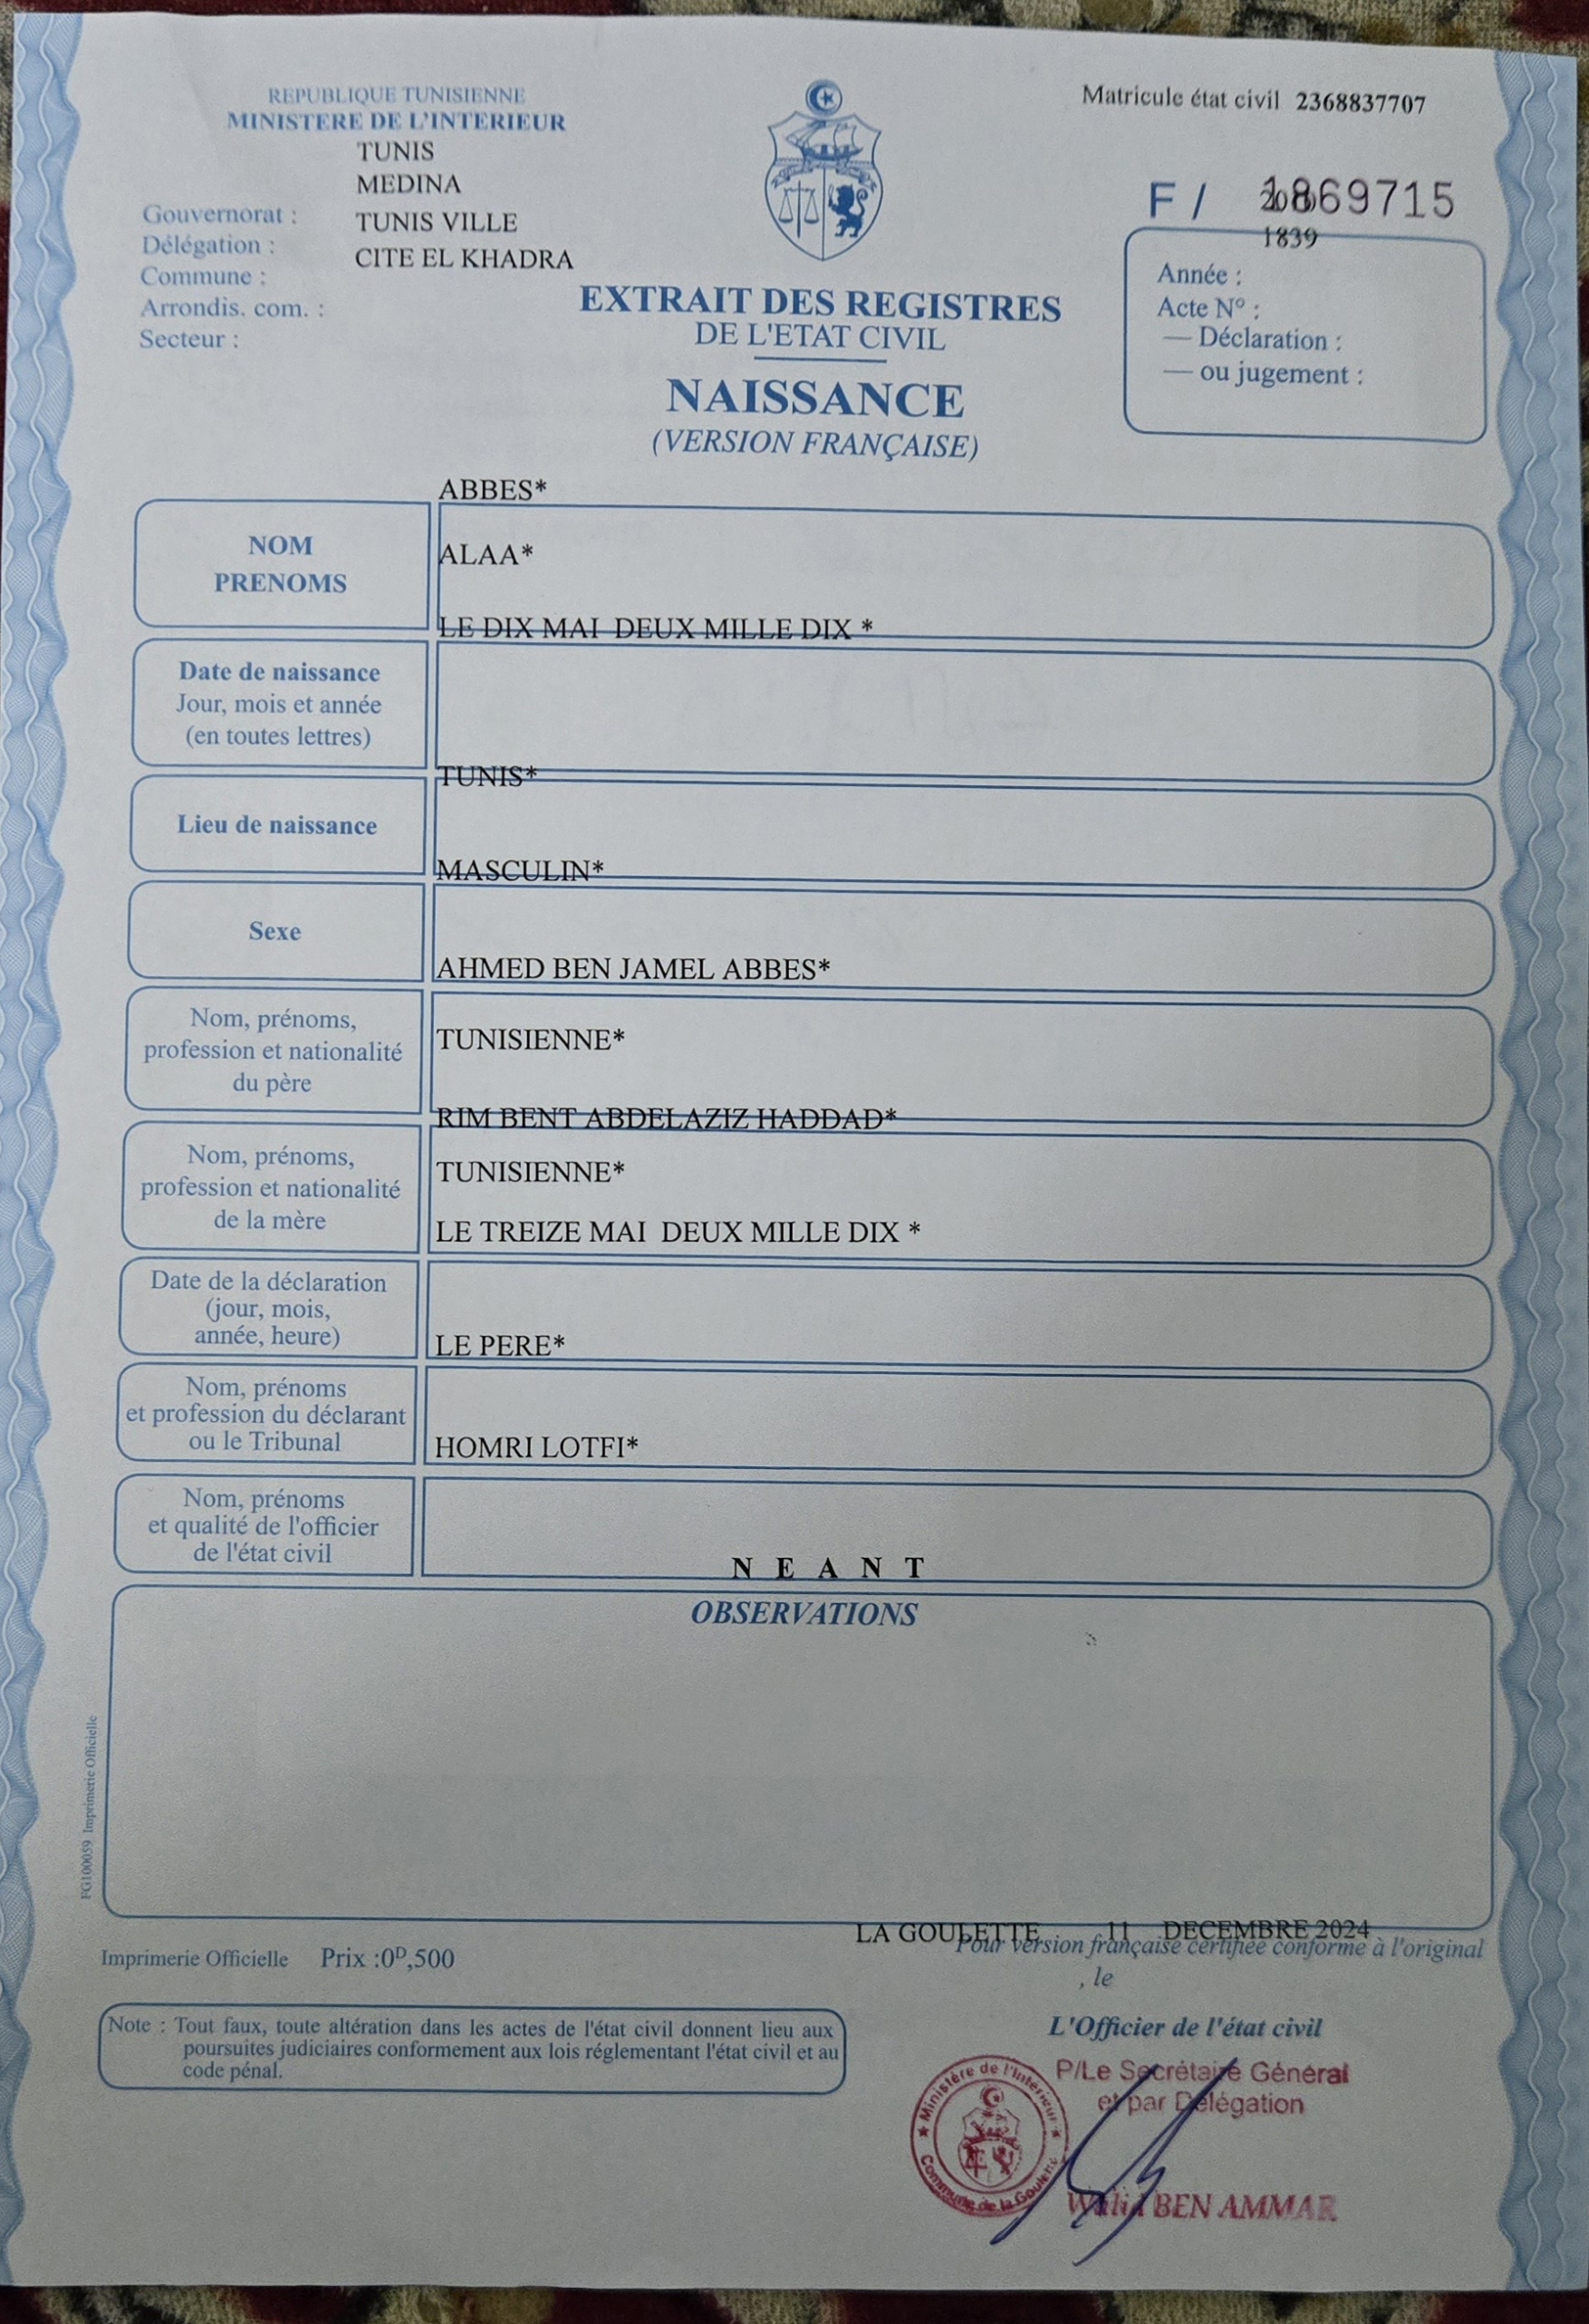 REPUBLIQUE TUNISIENNE
MINISTERE DE L'INTERIEUR
TUNIS
MEDINA
Gouvernorat : TUNIS VILLE
Délégation : CITE EL KHADRA
Commune :
Arrondis. com. :
Secteur :
Matricule état civil 2368837707
F / 1869715
1839
Année :
Acte N° :
— Déclaration :
— ou jugement :
EXTRAIT DES REGISTRES
DE L'ETAT CIVIL
NAISSANCE
(VERSION FRANÇAISE)
ABBES*
NOM
PRENOMS
ALAA*
LE DIX MAI DEUX MILLE DIX *
Date de naissance
Jour, mois et année
(en toutes lettres)
TUNIS*
Lieu de naissance
MASCULIN*
Sexe
AHMED BEN JAMEL ABBES*
Nom, prénoms,
profession et nationalité
du père
TUNISIENNE*
RIM BENT ABDELAZIZ HADDAD*
Nom, prénoms,
profession et nationalité
de la mère
TUNISIENNE*
LE TREIZE MAI DEUX MILLE DIX *
Date de la déclaration
(jour, mois,
année, heure)
LE PERE*
Nom, prénoms
et profession du déclarant
ou le Tribunal
HOMRI LOTFI*
Nom, prénoms
et qualité de l'officier
de l'état civil
N E A N T
OBSERVATIONS
FG100059 Imprimerie Officielle
LA GOULETTE 11 DECEMBRE 2024
Pour version française certifiée conforme à l'original
, le
Imprimerie Officielle Prix :0D,500
Note : Tout faux, toute altération dans les actes de l'état civil donnent lieu aux
poursuites judiciaires conformement aux lois réglementant l'état civil et au
code pénal.
L'Officier de l'état civil
P/Le Secrétaire Général
et par Délégation
Ministère de l'Intérieur
Commune de la Goulette
Walid BEN AMMAR